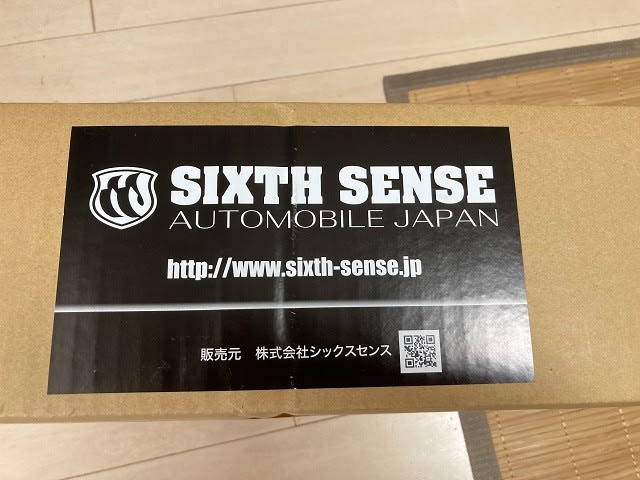 SIXTH SENSE
AUTOMOBILE JAPAN
http://www.sixth-sense.jp
販売元 株式会社シックスセンス